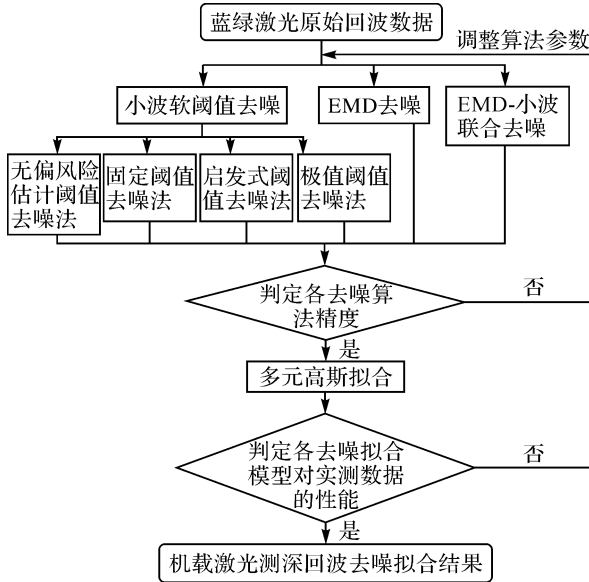 蓝绿激光原始回波数据
调整算法参数
小波软阈值去噪
EMD去噪
EMD-小波
联合去噪
无偏风险
估计阈值
去噪法
固定阈值
去噪法
启发式阈
值去噪法
极值阈值
去噪法
判定各去噪算
法精度
否
是
多元高斯拟合
判定各去噪拟合
模型对实测数据
的性能
否
是
机载激光测深回波去噪拟合结果